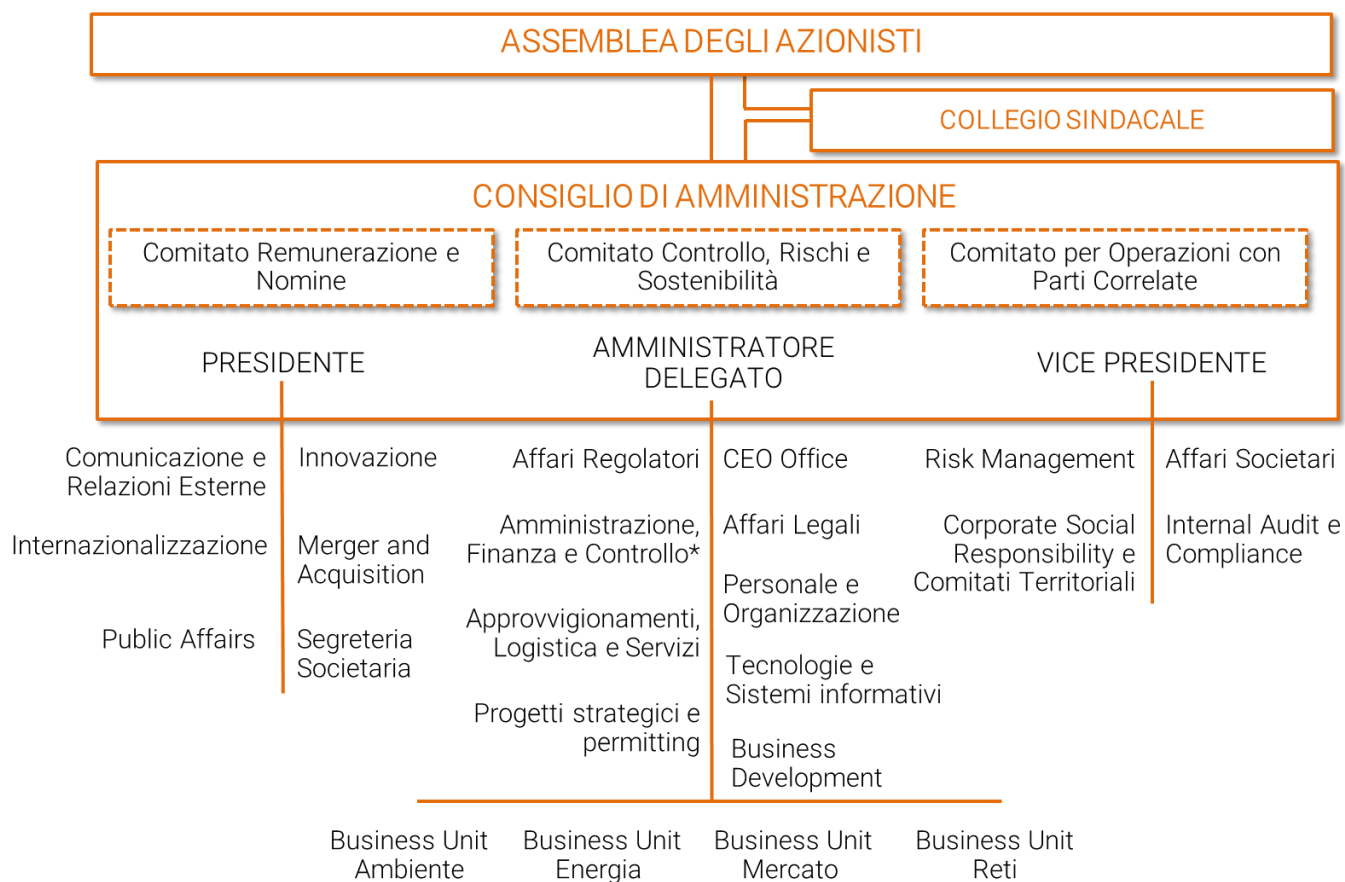 ASSEMBLEA DEGLI AZIONISTI
COLLEGIO SINDACALE
CONSIGLIO DI AMMINISTRAZIONE
Comitato Remunerazione e
Nomine
Comitato Controllo, Rischi e
Sostenibilità
Comitato per Operazioni con
Parti Correlate
PRESIDENTE
AMMINISTRATORE
DELEGATO
VICE PRESIDENTE
Comunicazione e
Relazioni Esterne
Innovazione
Internazionalizzazione
Merger and
Acquisition
Public Affairs
Segreteria
Societaria
Affari Regolatori
CEO Office
Amministrazione,
Finanza e Controllo*
Affari Legali
Personale e
Organizzazione
Approvvigionamenti,
Logistica e Servizi
Tecnologie e
Sistemi informativi
Progetti strategici e
permitting
Business
Development
Risk Management
Affari Societari
Corporate Social
Responsibility e
Comitati Territoriali
Internal Audit e
Compliance
Business Unit
Ambiente
Business Unit
Energia
Business Unit
Mercato
Business Unit
Reti